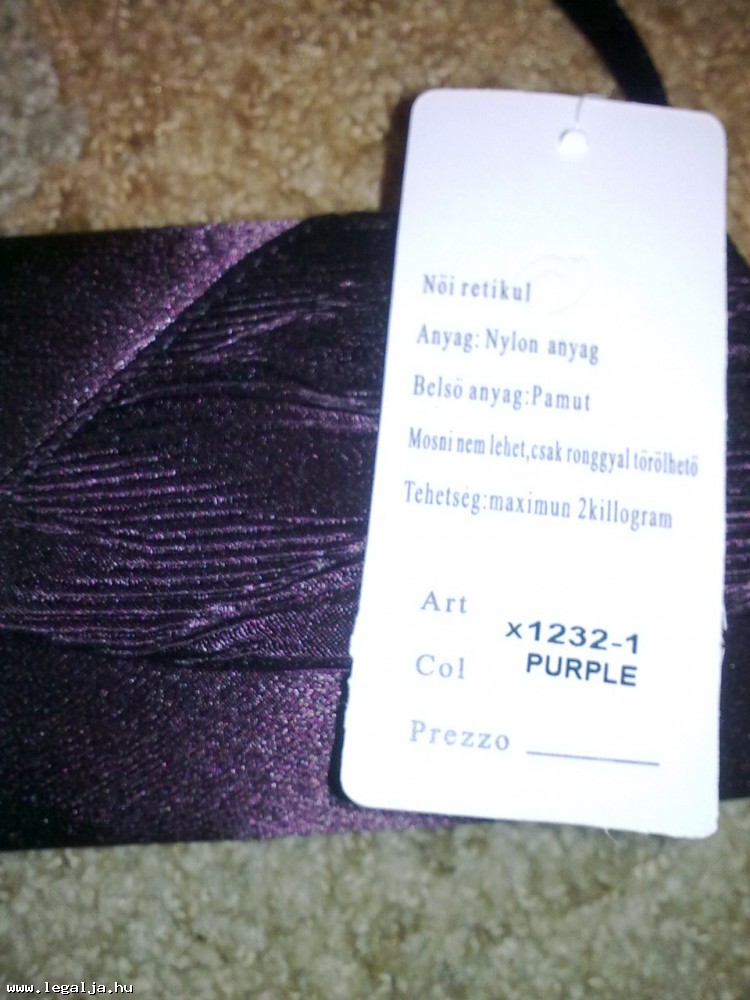 Nöi retikul
Anyag: Nylon anyag
Belsö anyag:Pamut
Mosni nem lehet,csak ronggyal törölhetö
Tehetseg:maximun 2killogram
Art x1232-1
Col PURPLE
Prezzo
www.legalja.hu